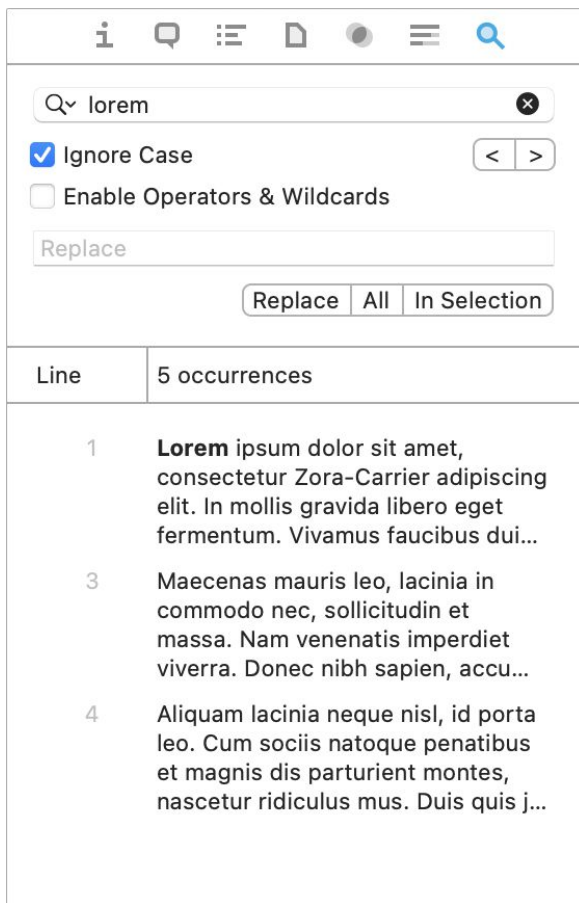 lorem
Ignore Case
< >
Enable Operators & Wildcards
Replace
Replace All In Selection
Line 5 occurrences
1 Lorem ipsum dolor sit amet,
consectetur Zora-Carrier adipiscing
elit. In mollis gravida libero eget
fermentum. Vivamus faucibus dui...
3 Maecenas mauris leo, lacinia in
commodo nec, sollicitudin et
massa. Nam venenatis imperdiet
viverra. Donec nibh sapien, accu...
4 Aliquam lacinia neque nisl, id porta
leo. Cum sociis natoque penatibus
et magnis dis parturient montes,
nascetur ridiculus mus. Duis quis j...